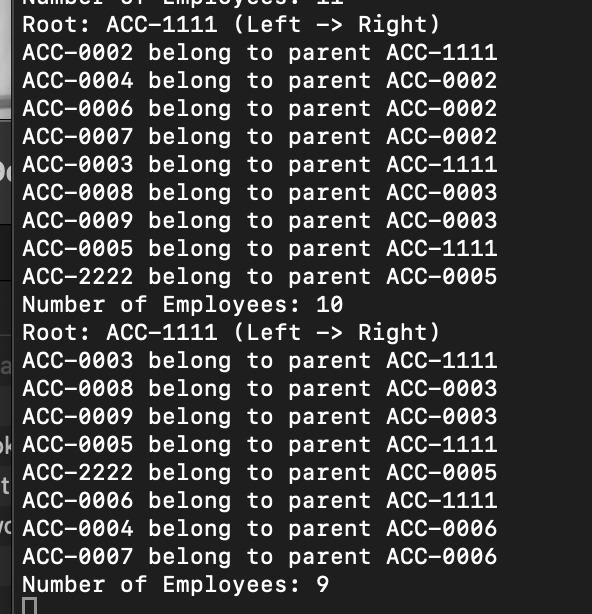 Number of Employees: 11
Root: ACC-1111 (Left -> Right)
ACC-0002 belong to parent ACC-1111
ACC-0004 belong to parent ACC-0002
ACC-0006 belong to parent ACC-0002
ACC-0007 belong to parent ACC-0002
ACC-0003 belong to parent ACC-1111
ACC-0008 belong to parent ACC-0003
ACC-0009 belong to parent ACC-0003
ACC-0005 belong to parent ACC-1111
ACC-2222 belong to parent ACC-0005
Number of Employees: 10
Root: ACC-1111 (Left -> Right)
ACC-0003 belong to parent ACC-1111
ACC-0008 belong to parent ACC-0003
ACC-0009 belong to parent ACC-0003
ACC-0005 belong to parent ACC-1111
ACC-2222 belong to parent ACC-0005
ACC-0006 belong to parent ACC-1111
ACC-0004 belong to parent ACC-0006
ACC-0007 belong to parent ACC-0006
Number of Employees: 9